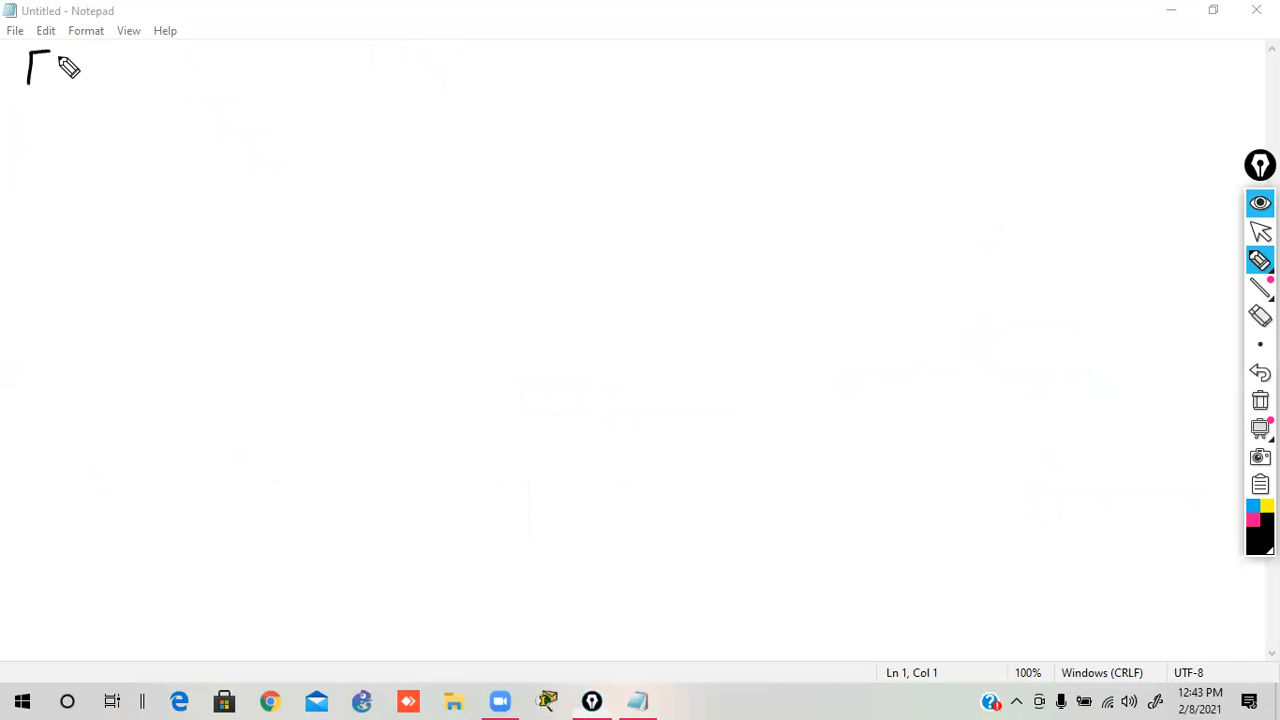 Untitled - Notepad
File Edit Format View Help
Ln 1, Col 1 100% Windows (CRLF) UTF-8
12:43 PM
2/8/2021